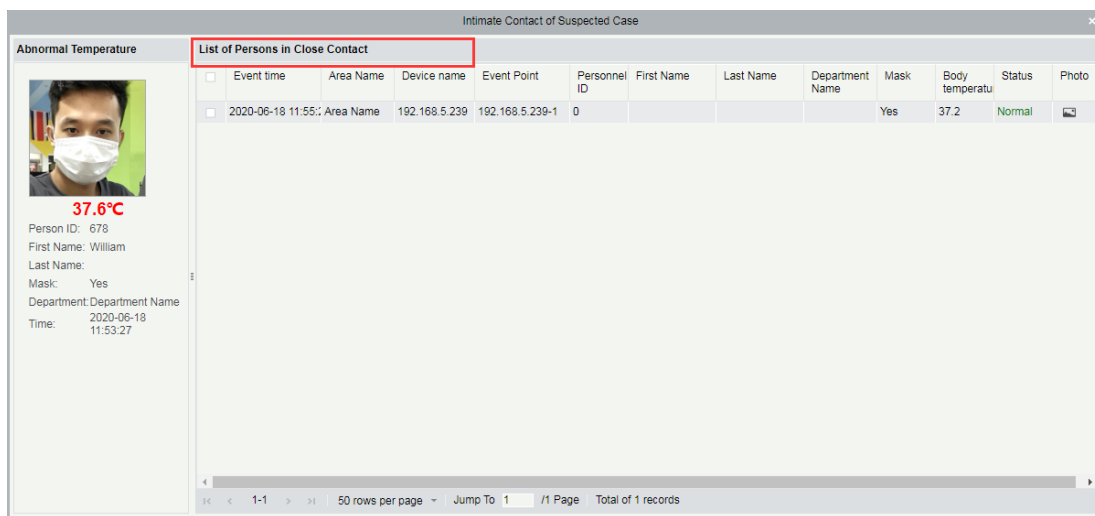 Intimate Contact of Suspected Case
Abnormal Temperature
37.6℃
Person ID: 678
First Name: William
Last Name:
Mask: Yes
Department: Department Name
Time: 2020-06-18
11:53:27
List of Persons in Close Contact
Event time Area Name Device name Event Point Personnel ID First Name Last Name Department Name Mask Body temperatu Status Photo
2020-06-18 11:55: Area Name 192.168.5.239 192.168.5.239-1 0 Yes 37.2 Normal
1-1 50 rows per page Jump To 1 /1 Page Total of 1 records